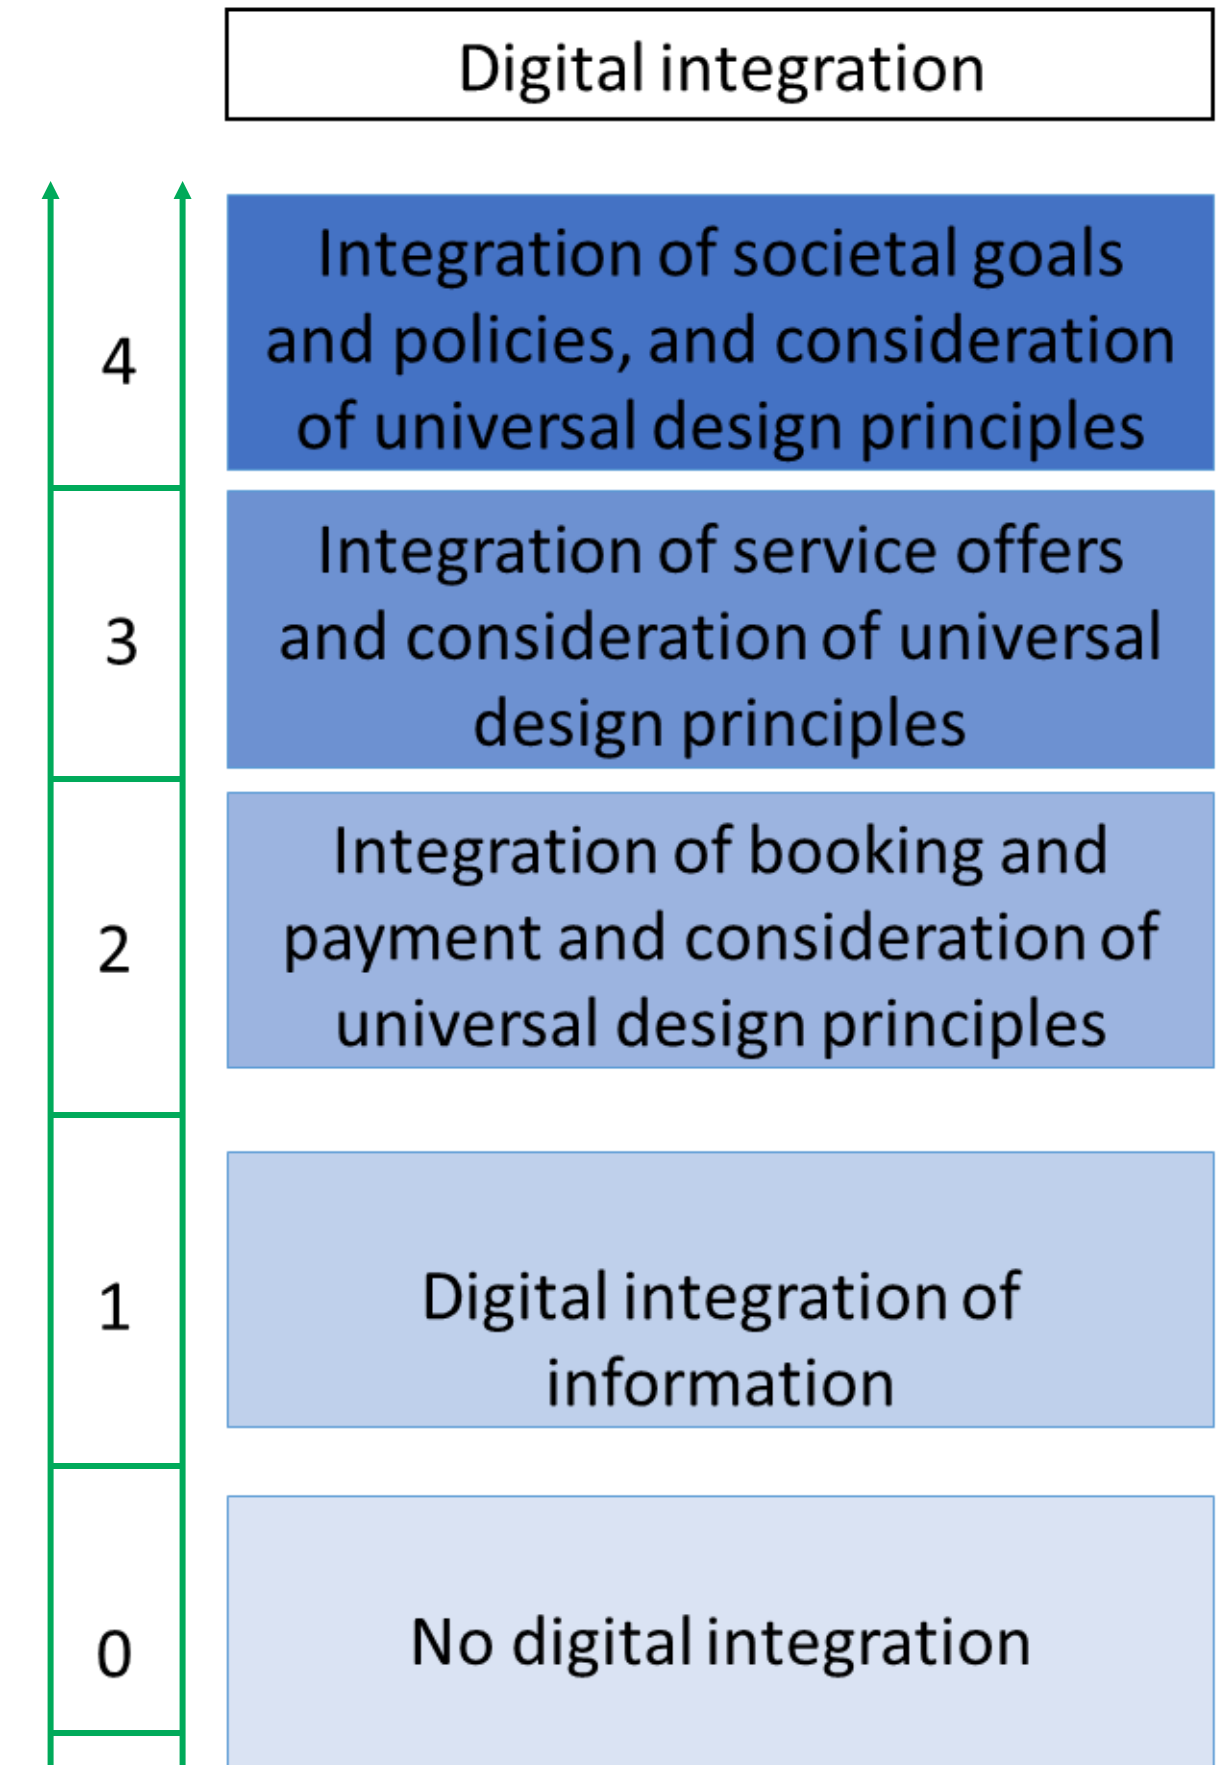 Digital integration
4
Integration of societal goals
and policies, and consideration
of universal design principles
3
Integration of service offers
and consideration of universal
design principles
2
Integration of booking and
payment and consideration of
universal design principles
1
Digital integration of
information
0
No digital integration